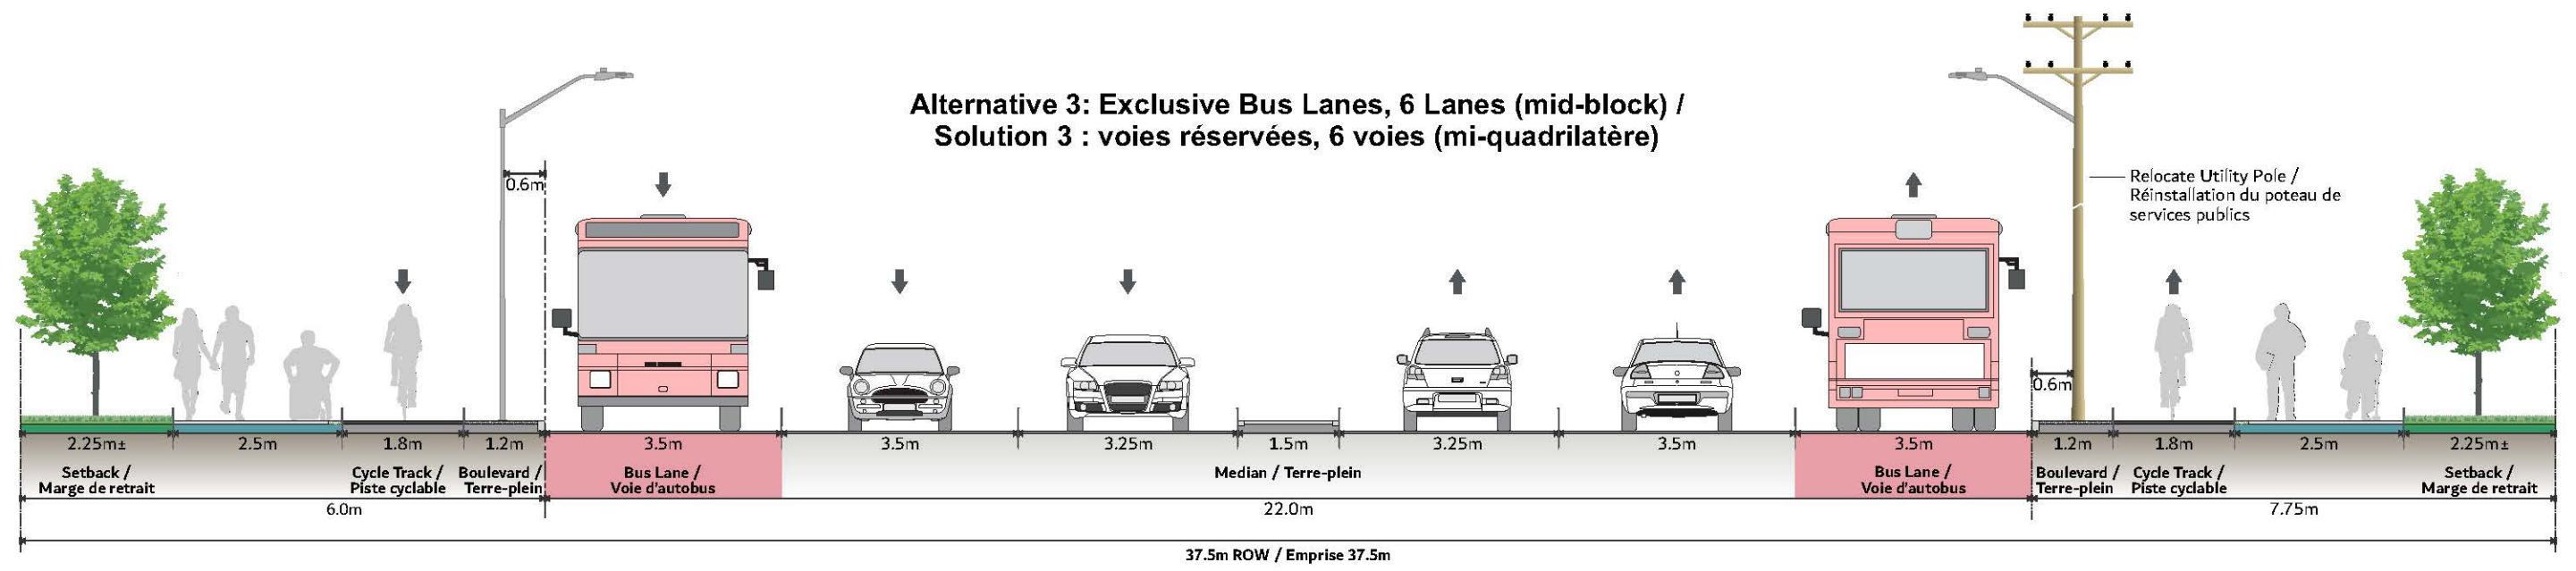 Alternative 3: Exclusive Bus Lanes, 6 Lanes (mid-block) /
Solution 3 : voies réservées, 6 voies (mi-quadrilatère)
0.6m
Relocate Utility Pole /
Réinstallation du poteau de
services publics
0.6m
2.25m± 2.5m 1.8m 1.2m 3.5m 3.5m 3.25m 1.5m 3.25m 3.5m 3.5m 1.2m 1.8m 2.5m 2.25m±
Setback /
Marge de retrait
Cycle Track /
Piste cyclable
Boulevard /
Terre-plein
Bus Lane /
Voie d'autobus
Median / Terre-plein
Bus Lane /
Voie d'autobus
Boulevard /
Terre-plein
Cycle Track /
Piste cyclable
Setback /
Marge de retrait
6.0m 22.0m 7.75m
37.5m ROW / Emprise 37.5m